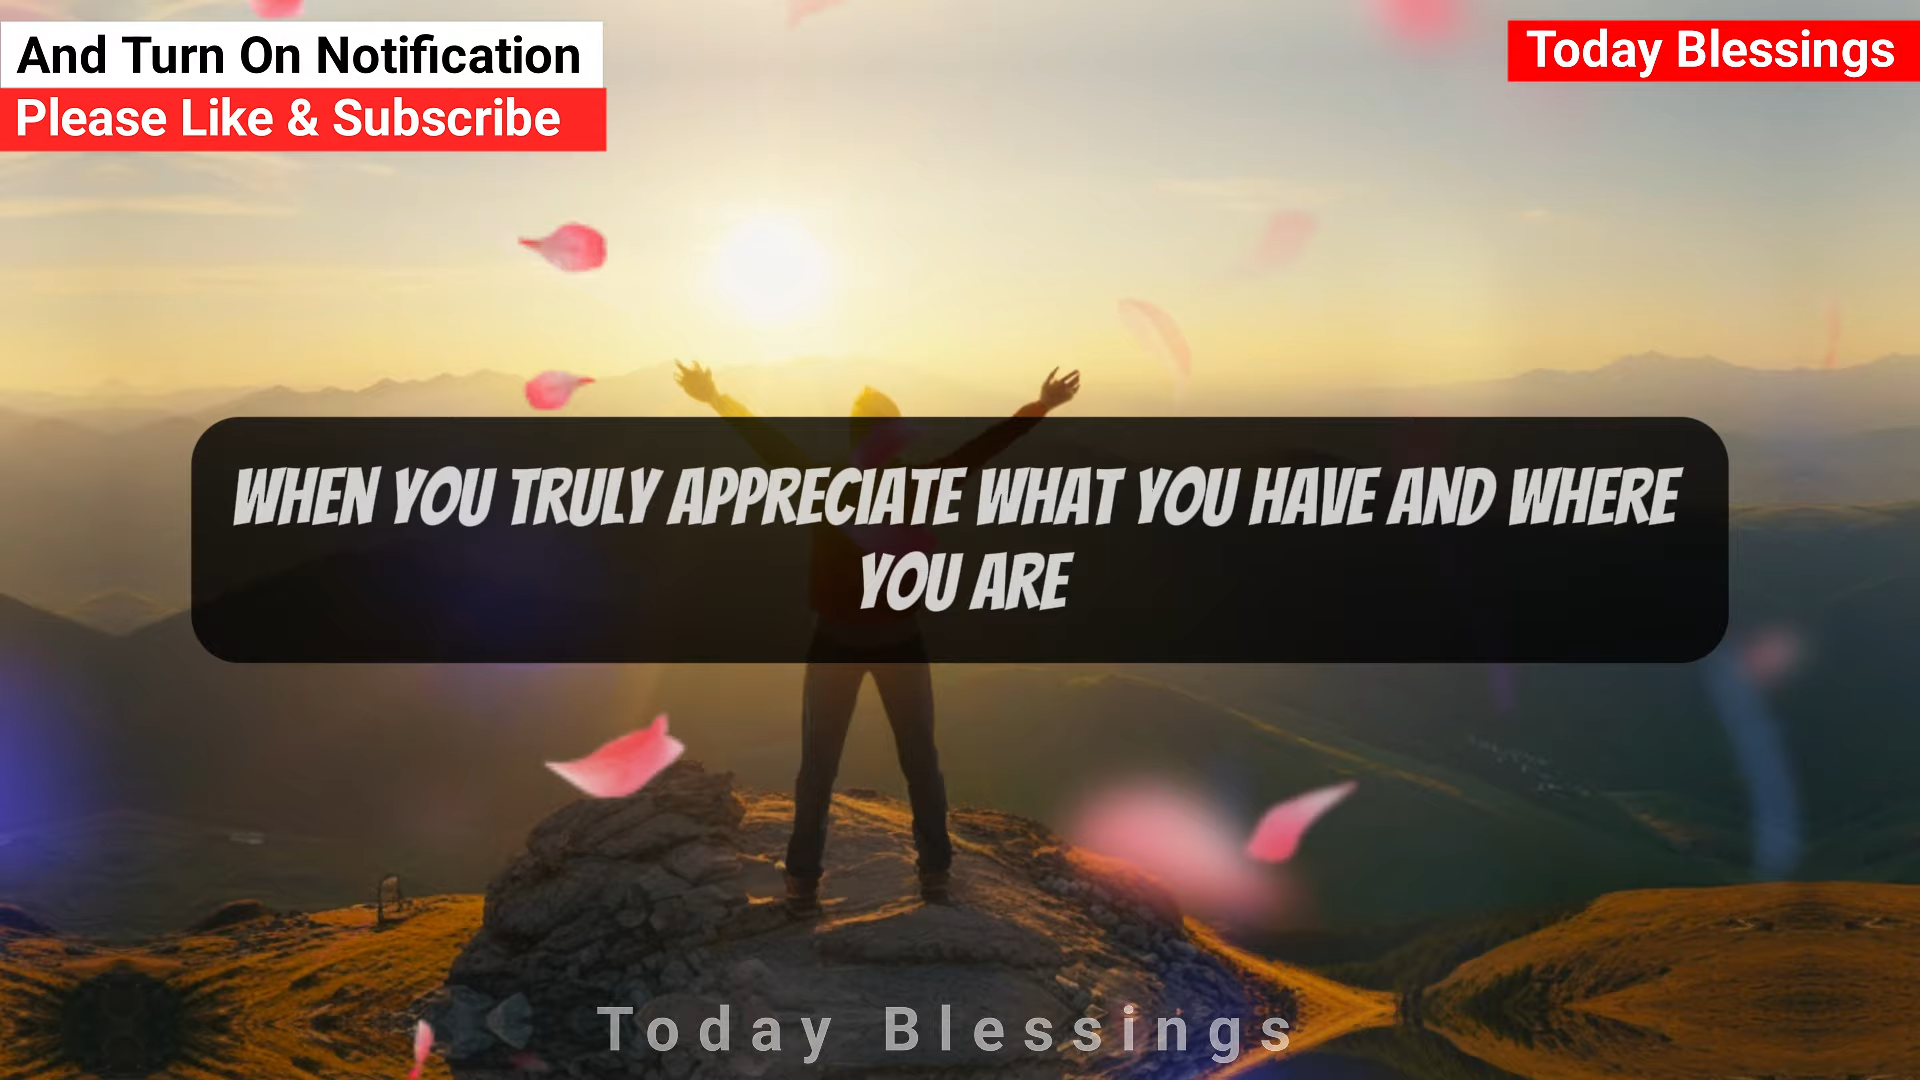 And Turn On Notification
Please Like & Subscribe
Today Blessings
WHEN YOU TRULY APPRECIATE WHAT YOU HAVE AND WHERE
YOU ARE
Today Blessings